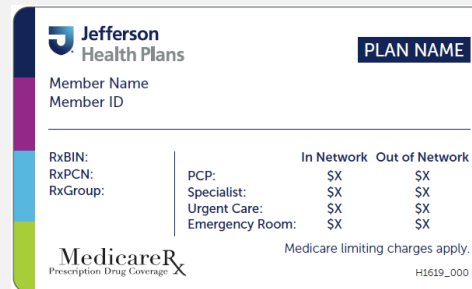 Jefferson
Health Plans
PLAN NAME
Member Name
Member ID
RxBIN:
RxPCN:
RxGroup:
In Network Out of Network
PCP: $X $X
Specialist: $X $X
Urgent Care: $X $X
Emergency Room: $X $X
MedicareRx
Prescription Drug Coverage
Medicare limiting charges apply.
H1619_000